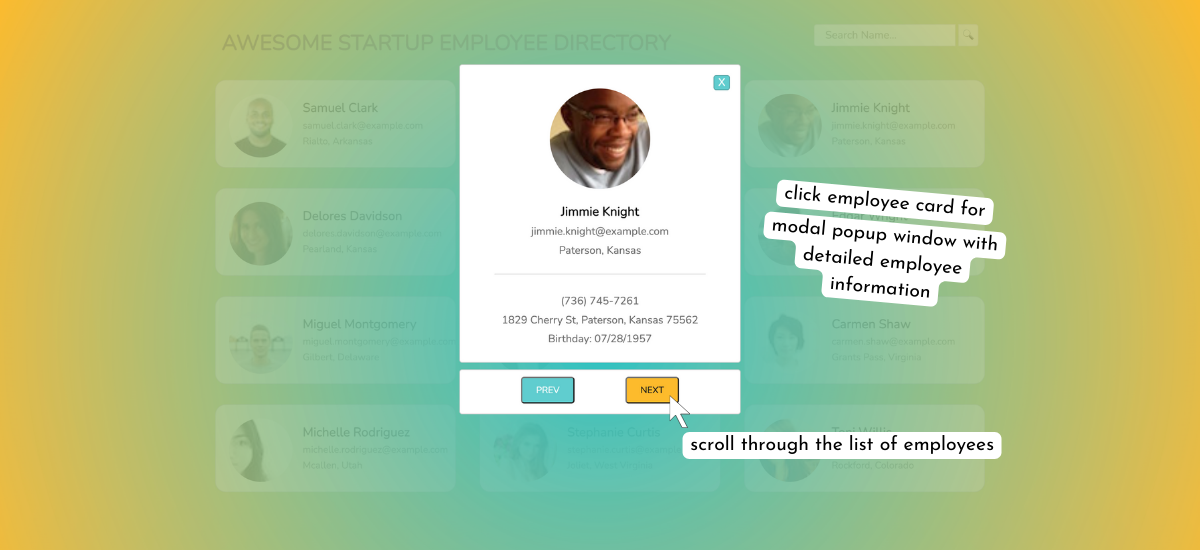 AWESOME STARTUP EMPLOYEE DIRECTORY
Search Name...
X
Samuel Clark
samuel.clark@example.com
Rialto, Arkansas
Jimmie Knight
jimmie.knight@example.com
Paterson, Kansas
Jimmie Knight
jimmie.knight@example.com
Paterson, Kansas
(736) 745-7261
1829 Cherry St, Paterson, Kansas 75562
Birthday: 07/28/1957
PREV
NEXT
click employee card for
modal popup window with
detailed employee
information
scroll through the list of employees
Delores Davidson
delores.davidson@example.com
Pearland, Kansas
Miguel Montgomery
miguel.montgomery@example.com
Gilbert, Delaware
Carmen Shaw
carmen.shaw@example.com
Grants Pass, Virginia
Michelle Rodriguez
michelle.rodriguez@example.com
Mcallen, Utah
Stephanie Curtis
Toni Willis
Rockford, Colorado